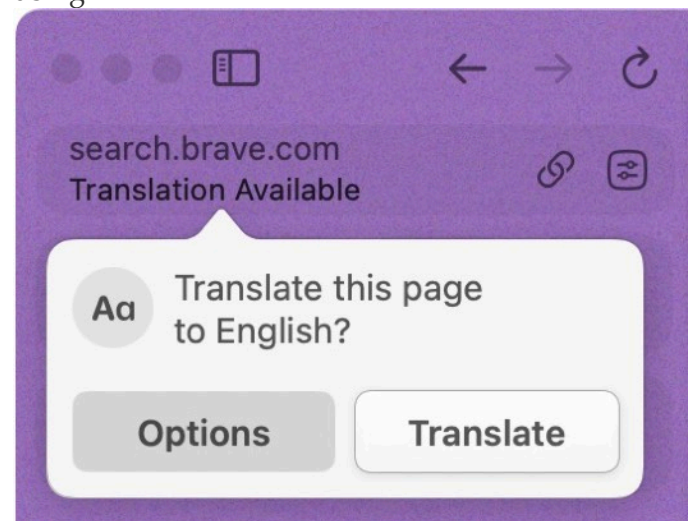 search.brave.com
Translation Available
Aa
Translate this page
to English?
Options
Translate